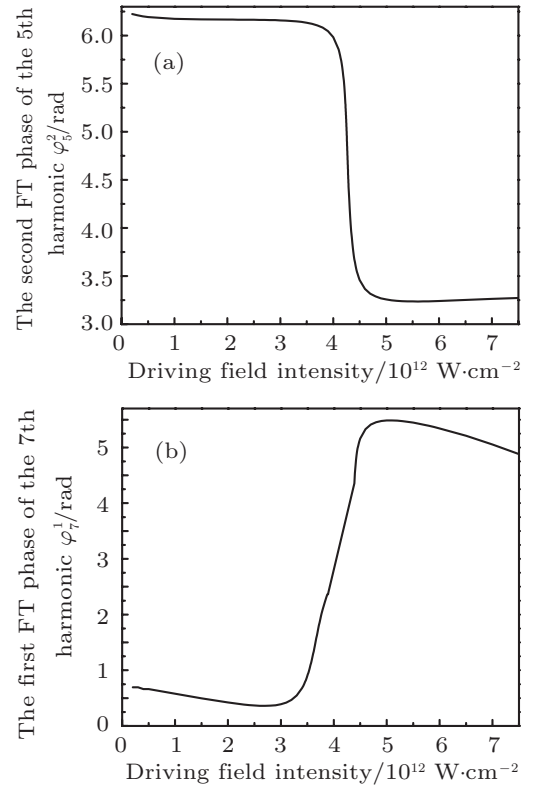 The second FT phase of the 5th
harmonic φ₅²/rad
(a)
6.0
5.5
5.0
4.5
4.0
3.5
3.0
0 1 2 3 4 5 6 7
Driving field intensity/10¹² W·cm⁻²
The first FT phase of the 7th
harmonic φ₇¹/rad
(b)
5
4
3
2
1
0
0 1 2 3 4 5 6 7
Driving field intensity/10¹² W·cm⁻²